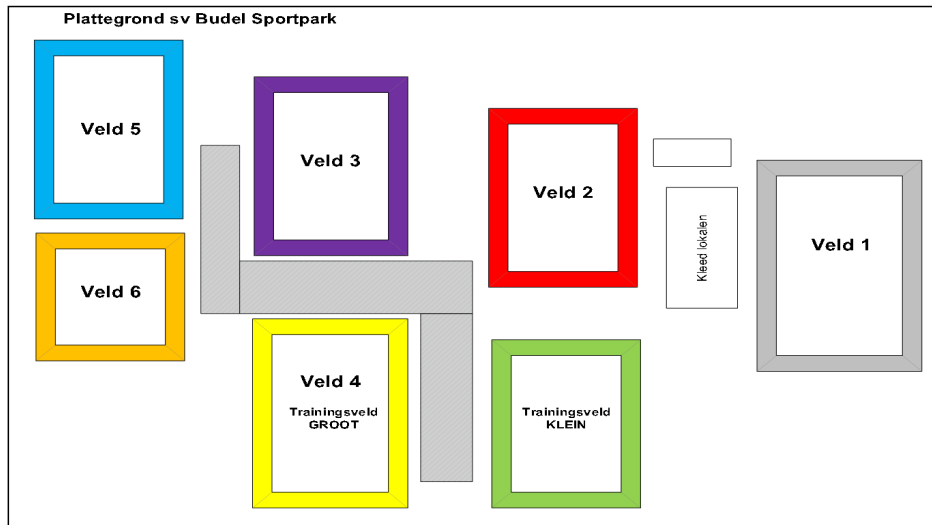 Plattegrond sv Budel Sportpark
Veld 5
Veld 3
Veld 2
Kleed lokalen
Veld 1
Veld 6
Veld 4
Trainingsveld
GROOT
Trainingsveld
KLEIN